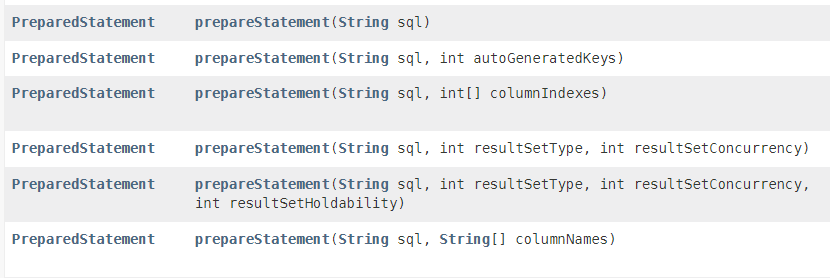 PreparedStatement prepareStatement(String sql)
PreparedStatement prepareStatement(String sql, int autoGeneratedKeys)
PreparedStatement prepareStatement(String sql, int[] columnIndexes)
PreparedStatement prepareStatement(String sql, int resultSetType, int resultSetConcurrency)
PreparedStatement prepareStatement(String sql, int resultSetType, int resultSetConcurrency,
int resultSetHoldability)
PreparedStatement prepareStatement(String sql, String[] columnNames)